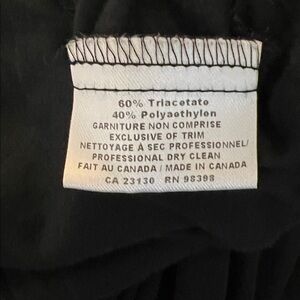 60% Triacetate
40% Polyaethylen
GARNITURE NON COMPRISE
EXCLUSIVE OF TRIM
NETTOYAGE À SEC PROFESSIONNEL/
PROFESSIONAL DRY CLEAN
FAIT AU CANADA / MADE IN CANADA
CA 23130 RN 98398